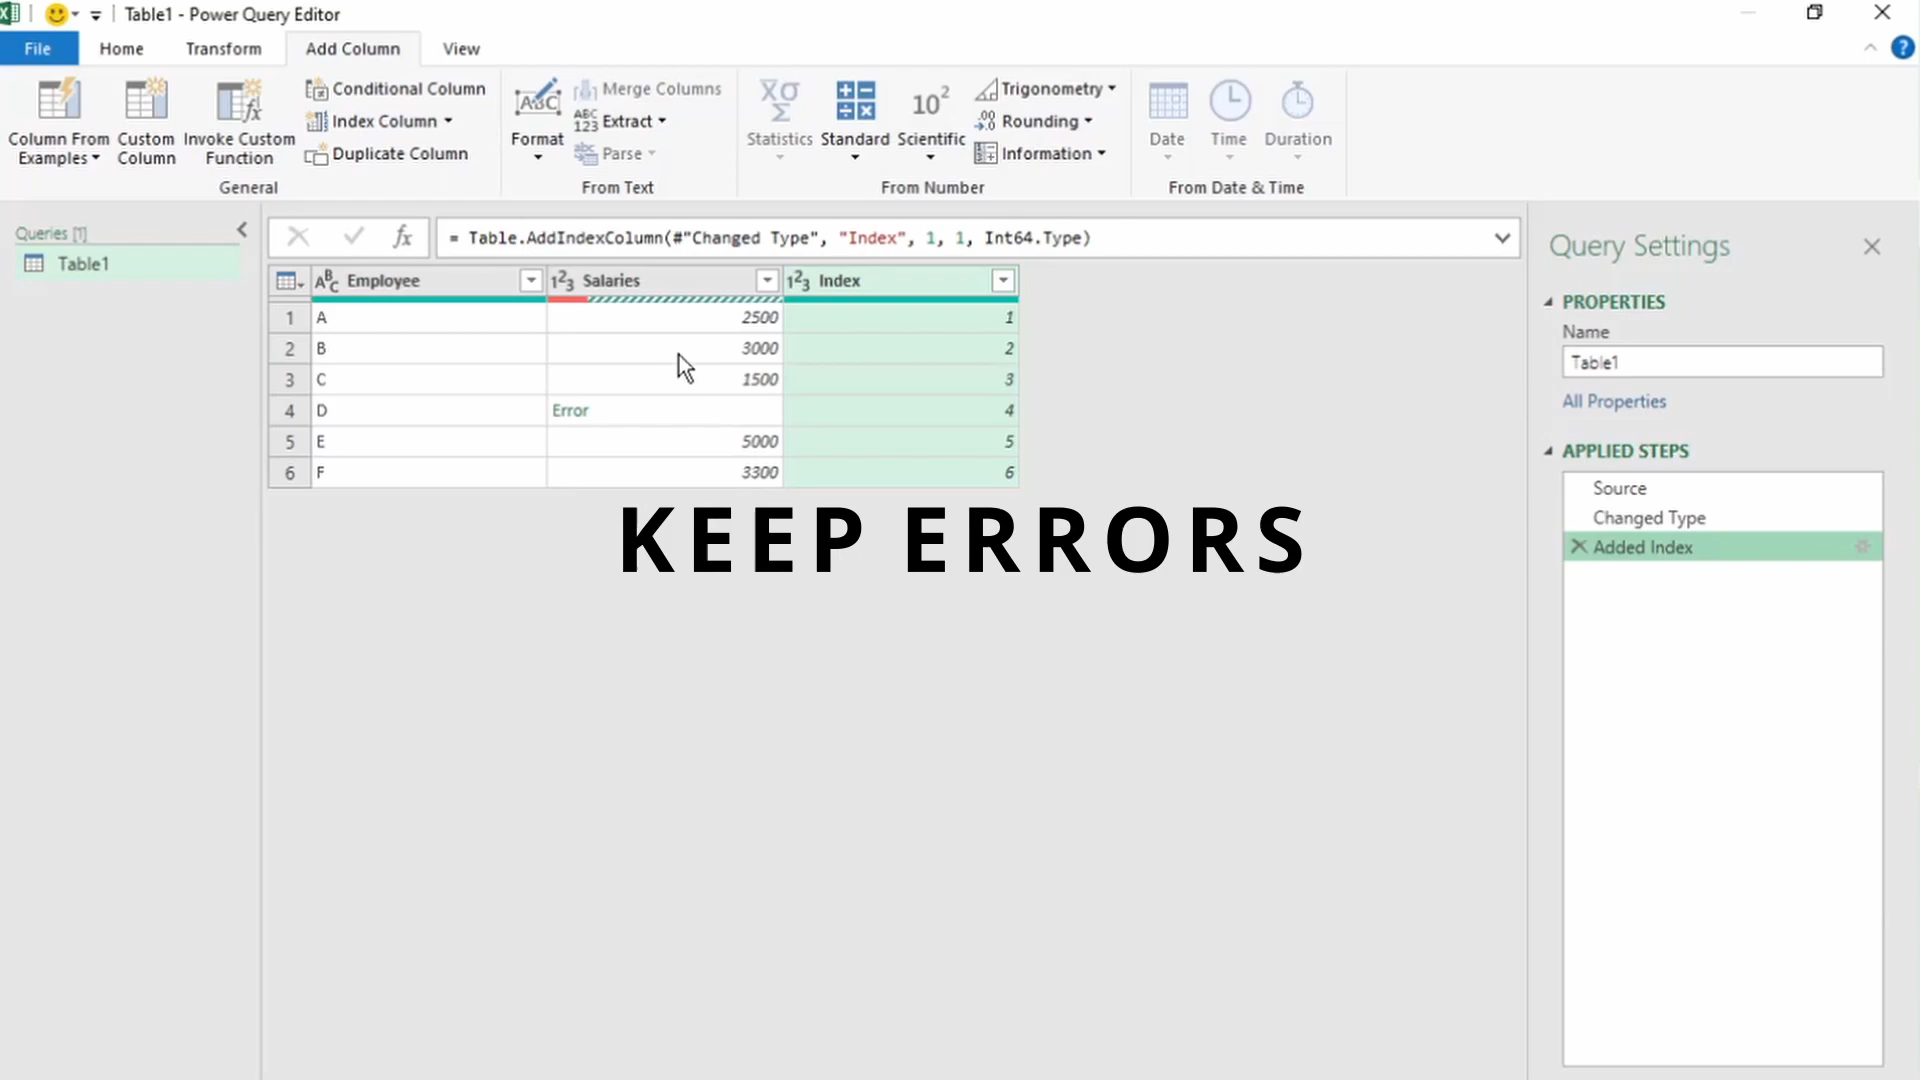 Table1 - Power Query Editor
File Home Transform Add Column View
Column From Examples
Custom Column
Invoke Custom Function
Conditional Column
Index Column
Duplicate Column
General
Format
Merge Columns
Extract
Parse
From Text
Statistics
Standard
Scientific
Trigonometry
Rounding
Information
From Number
Date
Time
Duration
From Date & Time
Queries [1]
Table1
= Table.AddIndexColumn(#"Changed Type", "Index", 1, 1, Int64.Type)
Employee Salaries Index
1 A 2500 1
2 B 3000 2
3 C 1500 3
4 D Error 4
5 E 5000 5
6 F 3300 6
KEEP ERRORS
Query Settings
PROPERTIES
Name
Table1
All Properties
APPLIED STEPS
Source
Changed Type
Added Index